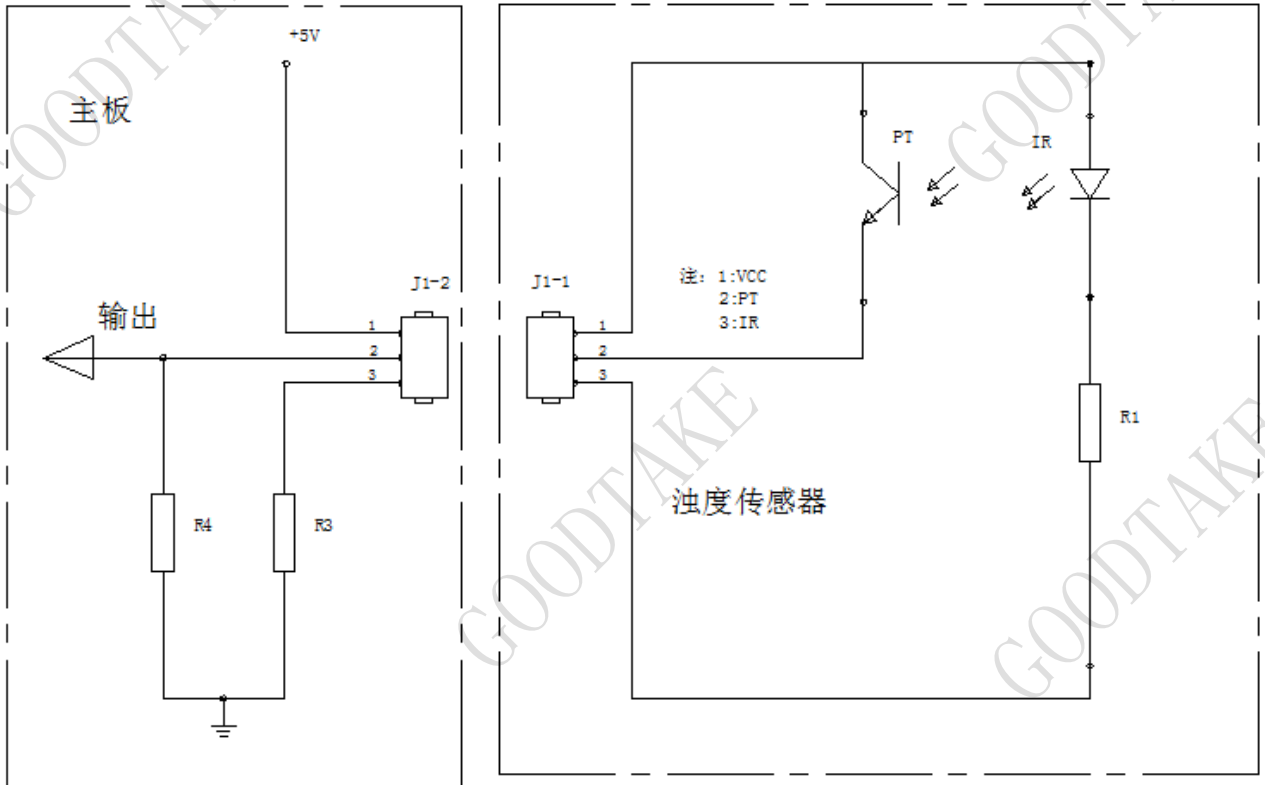 +5V
主板
PT
IR
注: 1:VCC
2:PT
3:IR
J1-2
J1-1
输出
1
2
3
1
2
3
R1
浊度传感器
R4
R3
GOODTAKE
GOODTAKE
GOODTAKE
GOODTAKE